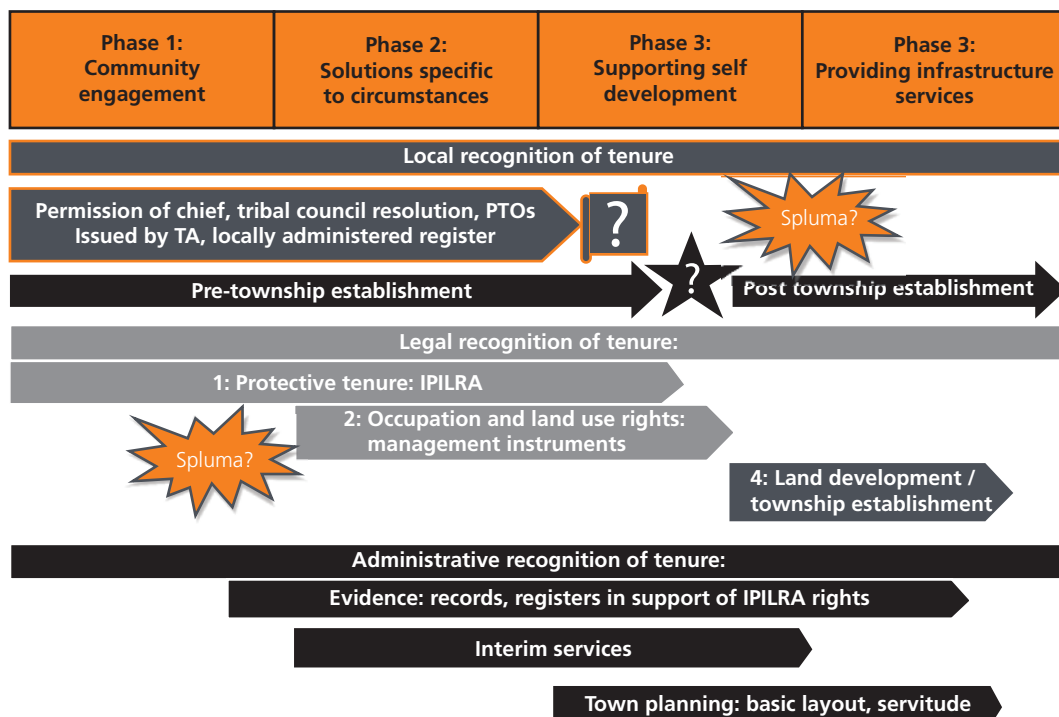 Phase 1:
Community
engagement
Phase 2:
Solutions specific
to circumstances
Phase 3:
Supporting self
development
Phase 3:
Providing infrastructure
services
Local recognition of tenure
Permission of chief, tribal council resolution, PTOs
Issued by TA, locally administered register
?
Spluma?
Pre-township establishment
?
Post township establishment
Legal recognition of tenure:
1: Protective tenure: IPILRA
2: Occupation and land use rights:
management instruments
Spluma?
4: Land development /
township establishment
Administrative recognition of tenure:
Evidence: records, registers in support of IPILRA rights
Interim services
Town planning: basic layout, servitude